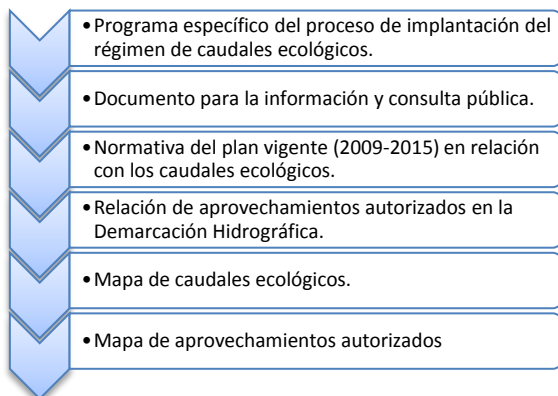 •Programa específico del proceso de implantación del
régimen de caudales ecológicos.
•Documento para la información y consulta pública.
•Normativa del plan vigente (2009-2015) en relación
con los caudales ecológicos.
•Relación de aprovechamientos autorizados en la
Demarcación Hidrográfica.
•Mapa de caudales ecológicos.
•Mapa de aprovechamientos autorizados